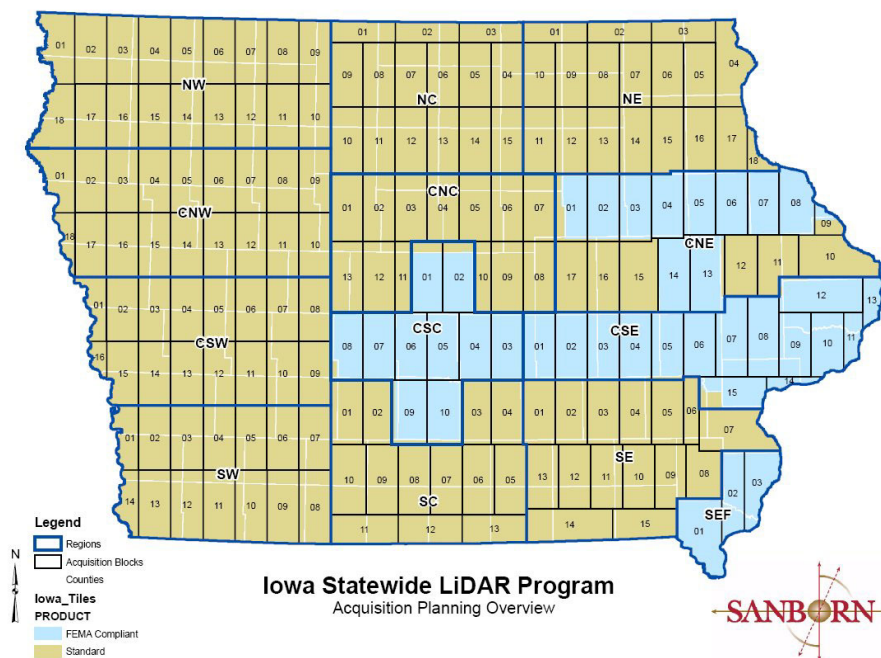 01 02 03 04 05 06 07 08 09
NW
18 17 16 15 14 13 12 11 10
01 02 03
09 08 07 06 05 04
NC
10 11 12 13 14 15
01 02 03
10 09 08 07 06 05 04
NE
11 12 13 14 15 16 17 18
01 02 03 04 05 06 07 08 09
CNW
18 17 16 15 14 13 12 11 10
CNC
01 02 03 04 05 06 07
13 12 11 01 02 10 09 08
01 02 03 04 05 06 07 08 09
CNE
17 16 15 14 13 12 11 10
01 02 03 04 05 06 07 08
CSW
16 15 14 13 12 11 10 09
CSC
08 07 06 05 04 03
09 10
CSE
01 02 03 04 05 06 07 08 09 10 11
12 13
15 14
01 02 03 04 05 06 07
SW
14 13 12 11 10 09 08
01 02 03 04
10 09 08 07 06 05
SC
11 12 13
01 02 03 04 05 06 07
SE
13 12 11 10 09 08
14 15
02 03
SEF
01
Legend
Regions
Acquisition Blocks
Counties
Iowa_Tiles
PRODUCT
FEMA Compliant
Standard
N
Iowa Statewide LiDAR Program
Acquisition Planning Overview
SANBORN